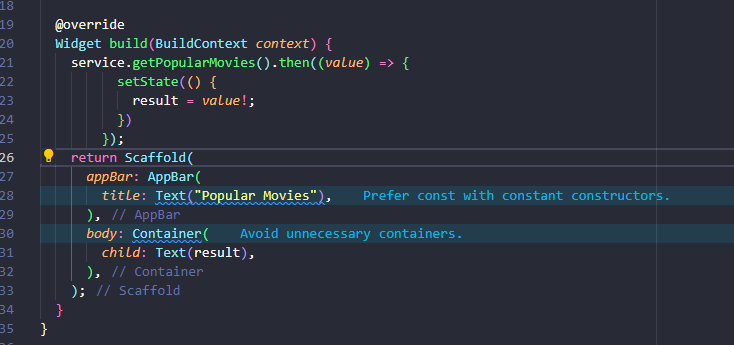 18
19 @override
20 Widget build(BuildContext context) {
21 service.getPopularMovies().then((value) => {
22 setState(() {
23 result = value!;
24 })
25 });
26 return Scaffold(
27 appBar: AppBar(
28 title: Text("Popular Movies"), Prefer const with constant constructors.
29 ), // AppBar
30 body: Container( Avoid unnecessary containers.
31 child: Text(result),
32 ), // Container
33 ); // Scaffold
34 }
35 }